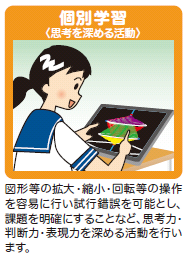 個別学習
〈思考を深める活動〉
図形等の拡大・縮小・回転等の操作
を容易に行い試行錯誤を可能とし、
課題を明確にすることなど、思考力・
判断力・表現力を深める活動を行い
ます。